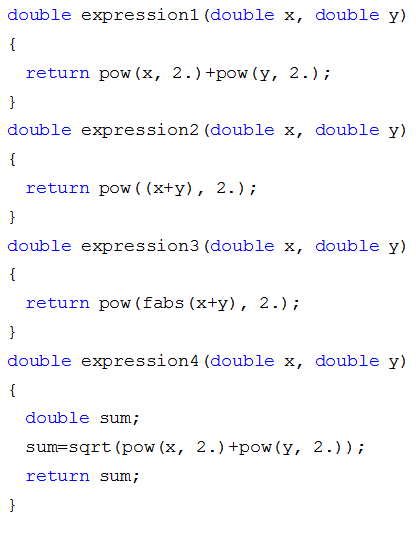 double expression1(double x, double y)
{
return pow(x, 2.)+pow(y, 2.);
}
double expression2(double x, double y)
{
return pow((x+y), 2.);
}
double expression3(double x, double y)
{
return pow(fabs(x+y), 2.);
}
double expression4(double x, double y)
{
double sum;
sum=sqrt(pow(x, 2.)+pow(y, 2.));
return sum;
}